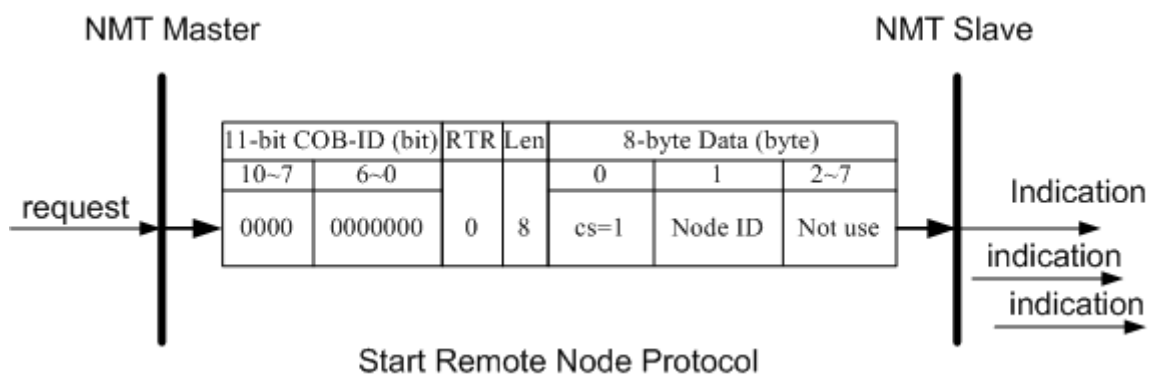 NMT Master
NMT Slave
11-bit COB-ID (bit) RTR Len 8-byte Data (byte)
10~7 6~0 0 1 2~7
request 0000 0000000 0 8 cs=1 Node ID Not use Indication
indication
indication
Start Remote Node Protocol